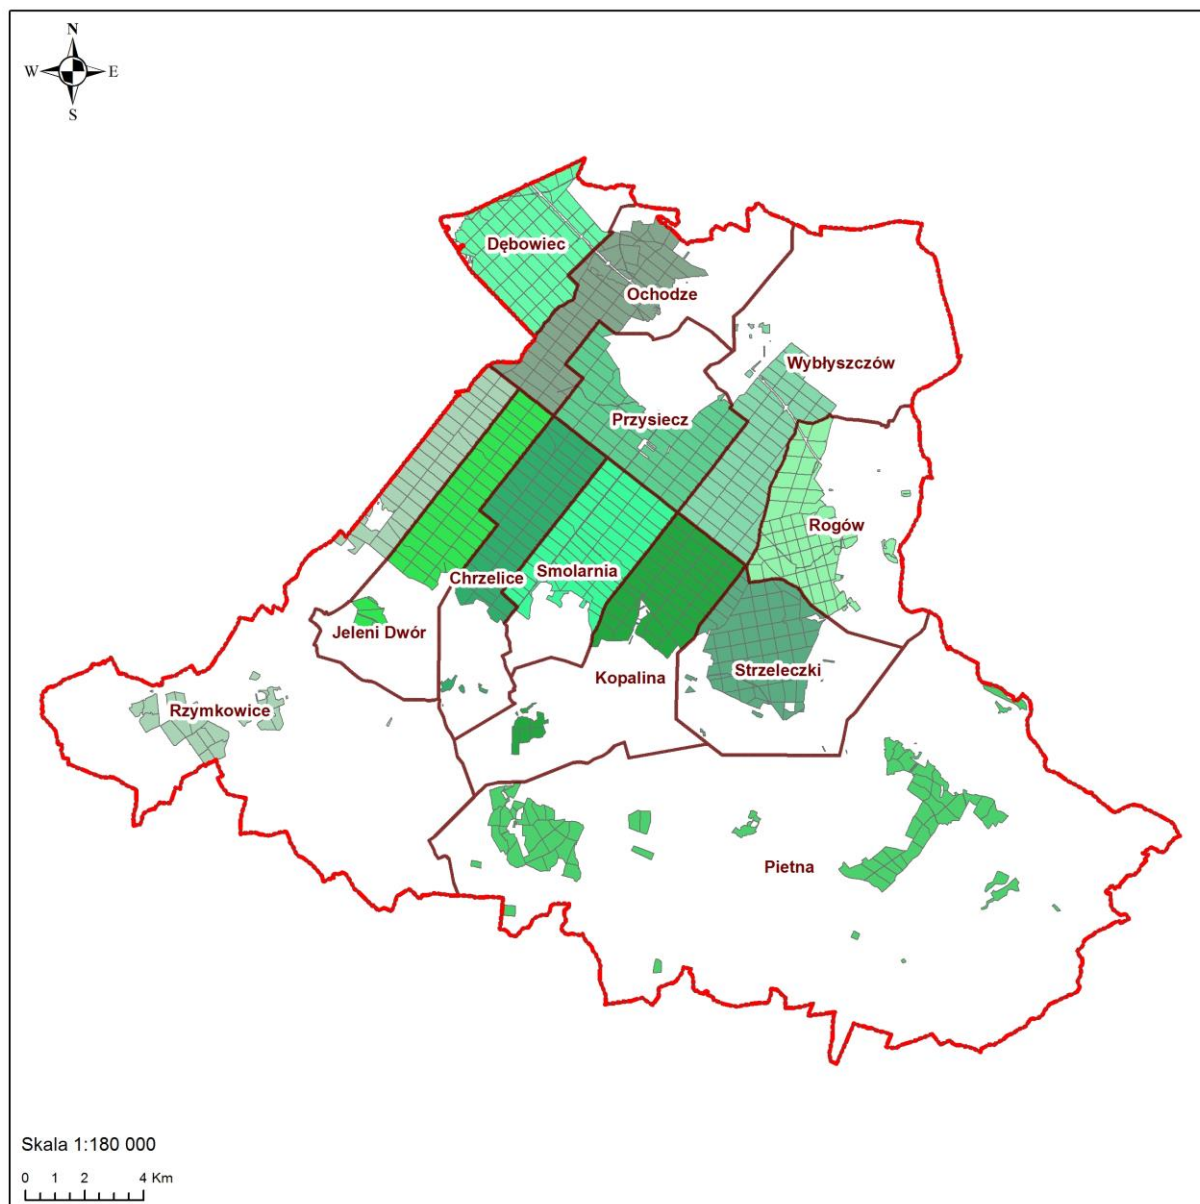 N
W E
S
Dębowiec
Ochodze
Wybłyszczów
Przysiecz
Rogów
Smolarnia
Chrzelice
Jeleni Dwór
Strzeleczki
Kopalina
Rzymkowice
Pietna
Skala 1:180 000
0 1 2 4 Km